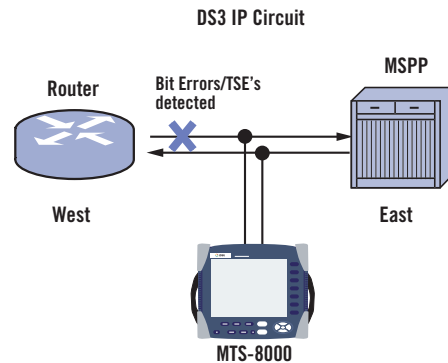 DS3 IP Circuit
MSPP
Router
Bit Errors/TSE's
detected
West
East
MTS-8000